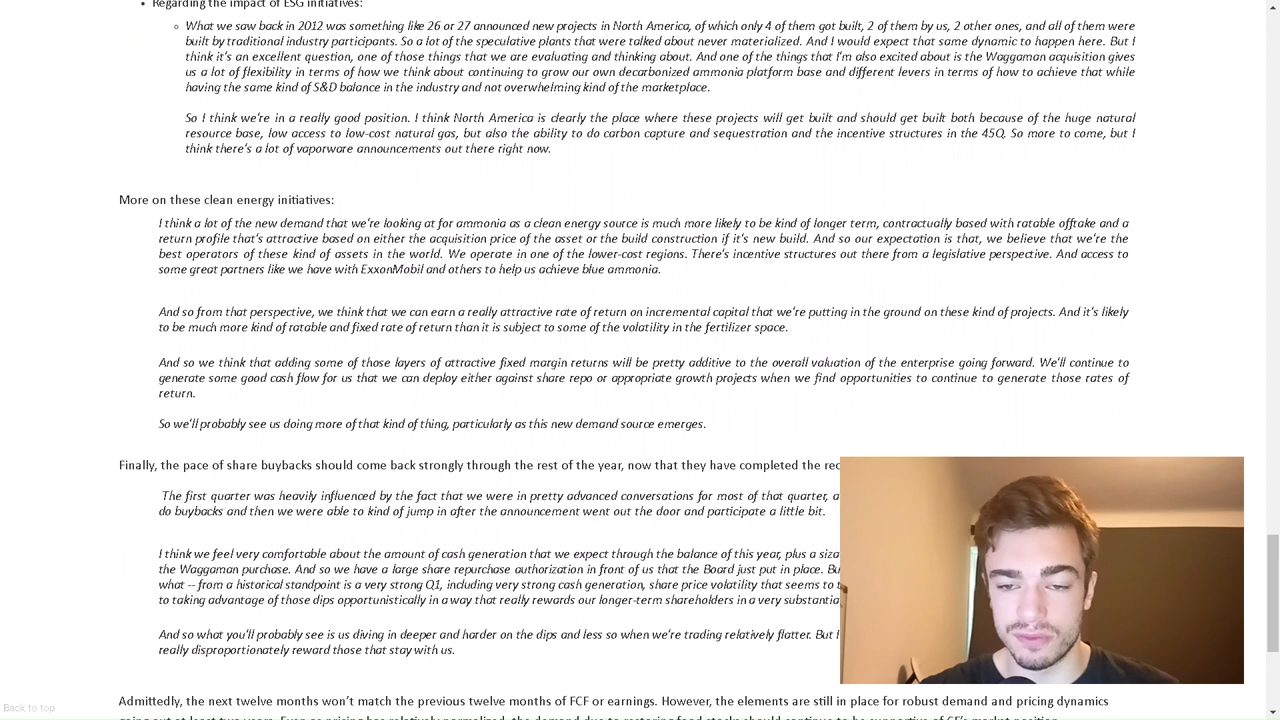 Regarding the impact of ESG initiatives:
What we saw back in 2012 was something like 26 or 27 announced new projects in North America, of which only 4 of them got built, 2 of them by us, 2 other ones, and all of them were
built by traditional industry participants. So a lot of the speculative plants that were talked about never materialized. And I would expect that same dynamic to happen here. But I
think it's an excellent question, one of those things that we are evaluating and thinking about. And one of the things that I'm also excited about is the Waggaman acquisition gives
us a lot of flexibility in terms of how we think about continuing to grow our own decarbonized ammonia platform base and different levers in terms of how to achieve that while
having the same kind of S&D balance in the industry and not overwhelming kind of the marketplace.
So I think we're in a really good position. I think North America is clearly the place where these projects will get built and should get built both because of the huge natural
resource base, low access to low-cost natural gas, but also the ability to do carbon capture and sequestration and the incentive structures in the 45Q. So more to come, but I
think there's a lot of vaporware announcements out there right now.
More on these clean energy initiatives:
I think a lot of the new demand that we're looking at for ammonia as a clean energy source is much more likely to be kind of longer term, contractually based with ratable offtake and a
return profile that's attractive based on either the acquisition price of the asset or the build construction if it's new build. And so our expectation is that, we believe that we're the
best operators of these kind of assets in the world. We operate in one of the lower-cost regions. There's incentive structures out there from a legislative perspective. And access to
some great partners like we have with ExxonMobil and others to help us achieve blue ammonia.
And so from that perspective, we think that we can earn a really attractive rate of return on incremental capital that we're putting in the ground on these kind of projects. And it's likely
to be much more kind of ratable and fixed rate of return than it is subject to some of the volatility in the fertilizer space.
And so we think that adding some of those layers of attractive fixed margin returns will be pretty additive to the overall valuation of the enterprise going forward. We'll continue to
generate some good cash flow for us that we can deploy either against share repo or appropriate growth projects when we find opportunities to continue to generate those rates of
return.
So we'll probably see us doing more of that kind of thing, particularly as this new demand source emerges.
Finally, the pace of share buybacks should come back strongly through the rest of the year, now that they have completed the
The first quarter was heavily influenced by the fact that we were in pretty advanced conversations for most of that quarter,
do buybacks and then we were able to kind of jump in after the announcement went out the door and participate a little bit.
I think we feel very comfortable about the amount of cash generation that we expect through the balance of this year, plus a
the Waggaman purchase. And so we have a large share repurchase authorization in front of us that the Board just put in place.
what -- from a historical standpoint is a very strong Q1, including very strong cash generation, share price volatility that seems to
to taking advantage of those dips opportunistically in a way that really rewards our longer-term shareholders in a very
And so what you'll probably see is us diving in deeper and harder on the dips and less so when we're trading relatively flatter. But
really disproportionately reward those that stay with us.
Back to top
Admittedly, the next twelve months won't match the previous twelve months of FCF or earnings. However, the elements are still in place for robust demand and pricing dynamics